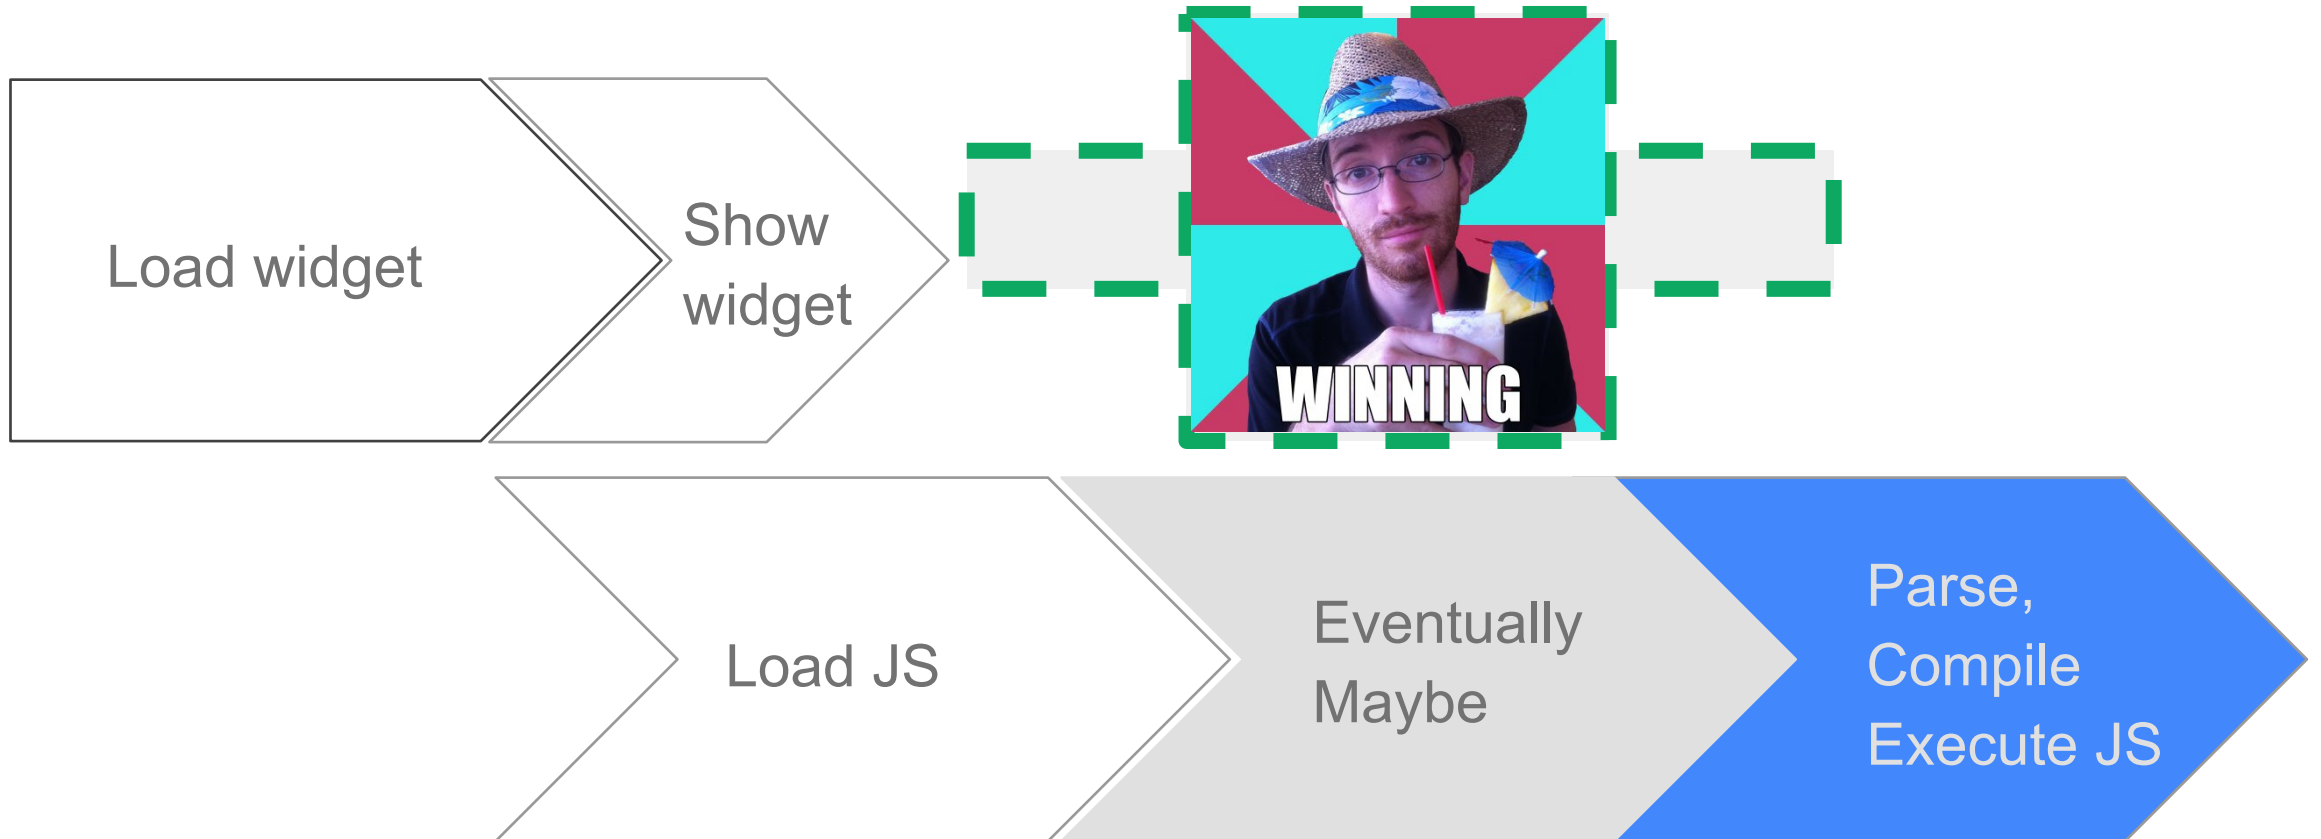 Load widget
Show
widget
WINNING
Load JS
Eventually
Maybe
Parse,
Compile
Execute JS